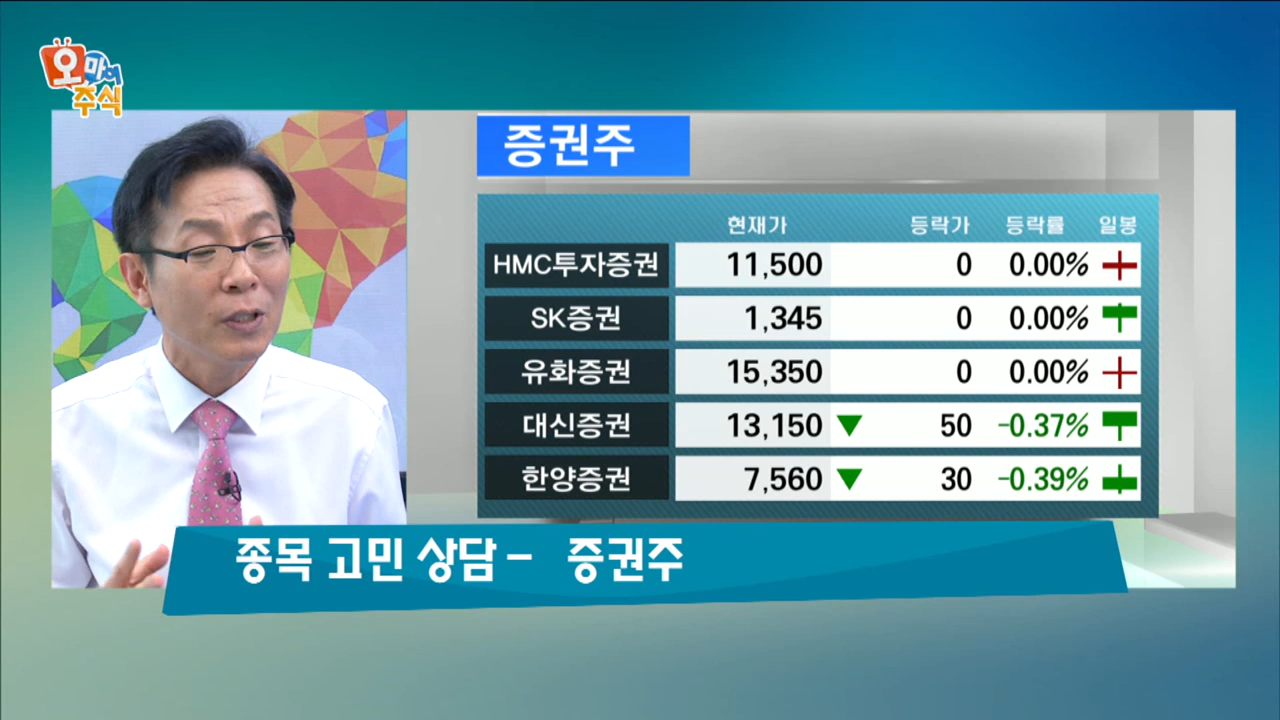 오마이
주식
증권주
현재가 등락가 등락률 일봉
HMC투자증권 11,500 0 0.00%
SK증권 1,345 0 0.00%
유화증권 15,350 0 0.00%
대신증권 13,150 ▼ 50 -0.37%
한양증권 7,560 ▼ 30 -0.39%
종목 고민 상담 - 증권주